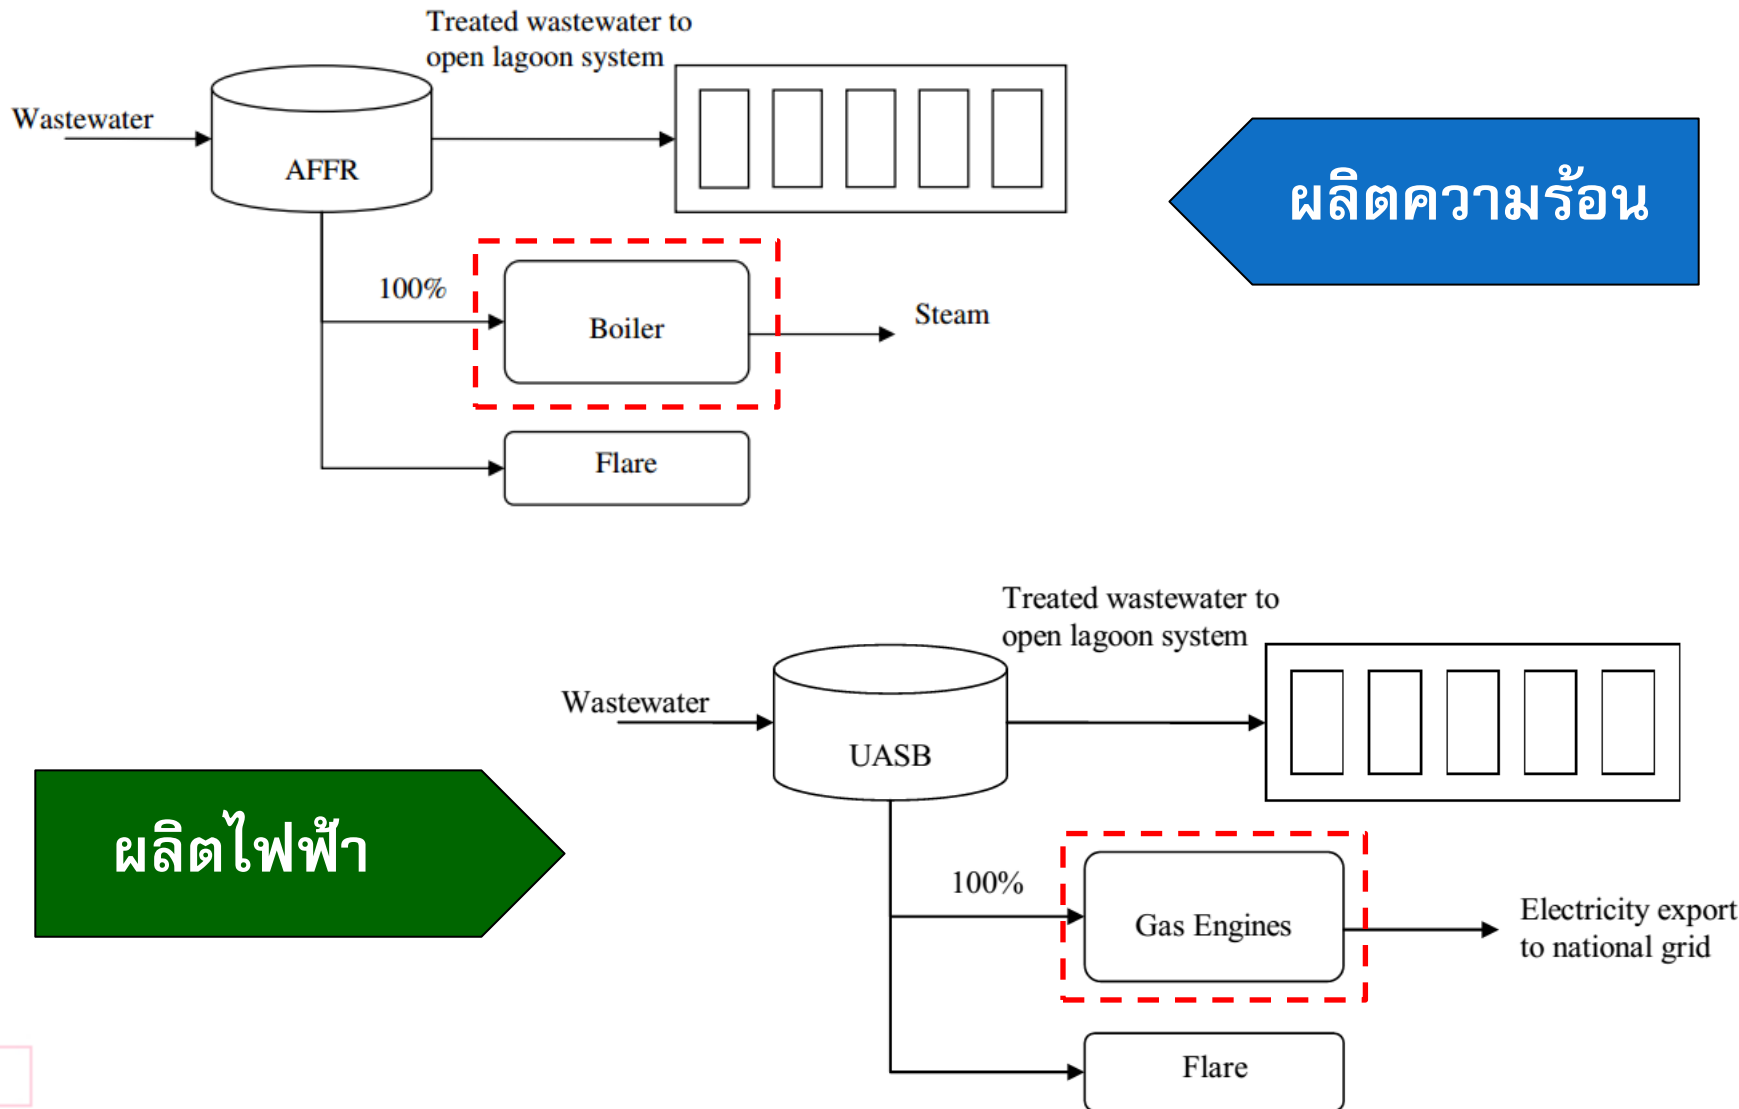 Treated wastewater to
open lagoon system
Wastewater
AFFR
ผลิตความร้อน
100%
Boiler
Steam
Flare
Treated wastewater to
open lagoon system
Wastewater
UASB
ผลิตไฟฟ้า
100%
Gas Engines
Electricity export
to national grid
Flare